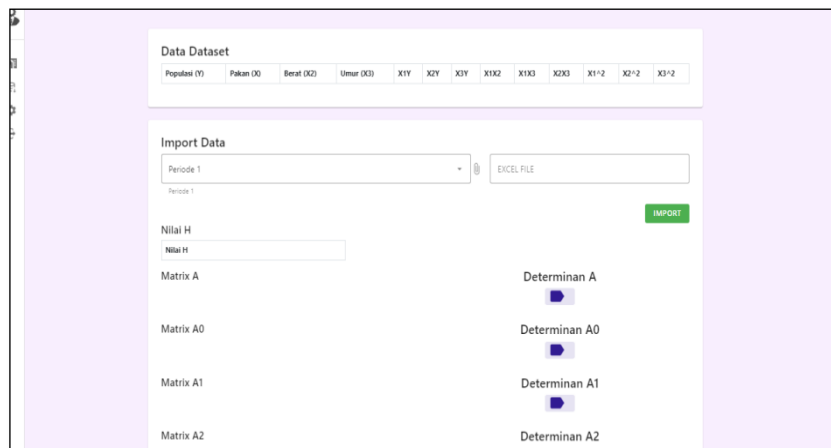 Data Dataset
Populasi (Y) Pakan (X) Berat (X2) Umur (X3) X1Y X2Y X3Y X1X2 X1X3 X2X3 X1^2 X2^2 X3^2
Import Data
Periode 1 EXCEL FILE
Periode 1
IMPORT
Nilai H
Nilai H
Matrix A Determinan A
Matrix A0 Determinan A0
Matrix A1 Determinan A1
Matrix A2 Determinan A2